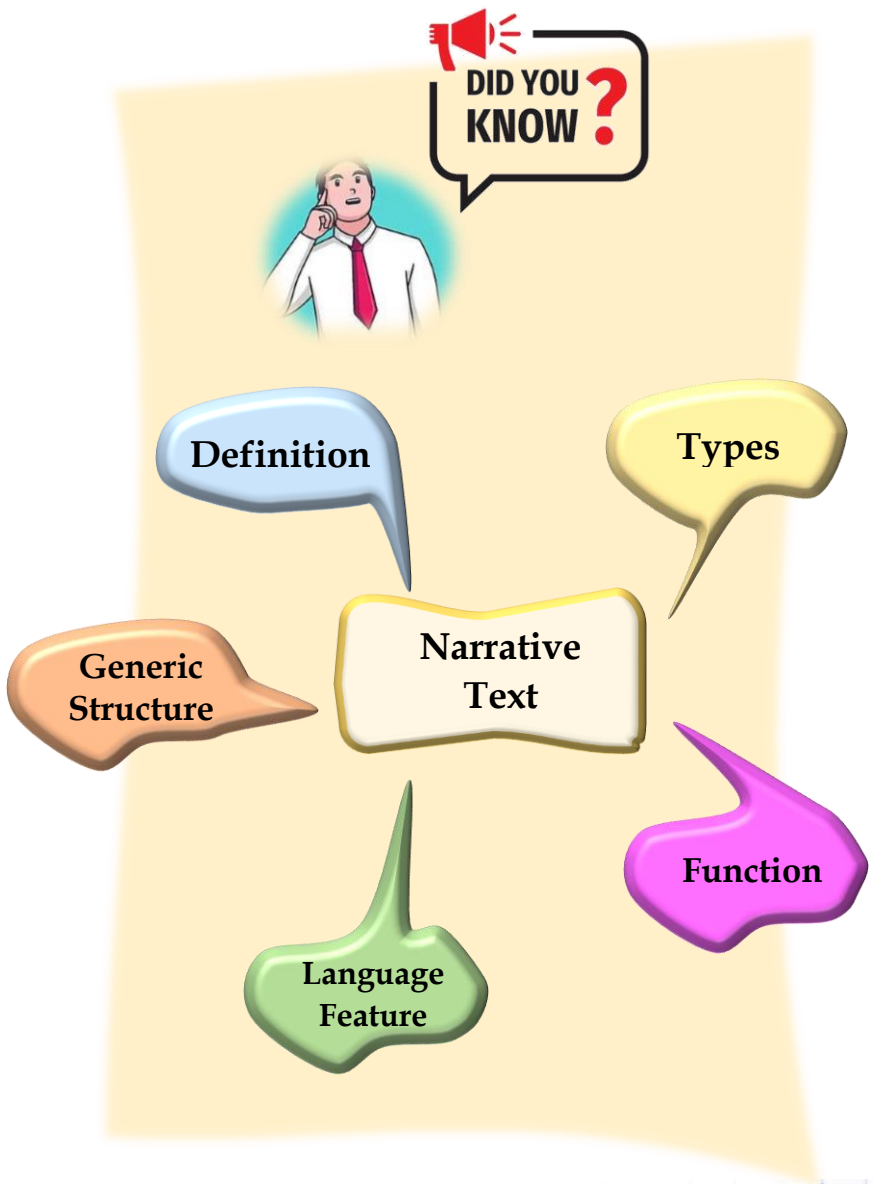 DID YOU
KNOW ?
Definition
Types
Narrative
Text
Generic
Structure
Function
Language
Feature